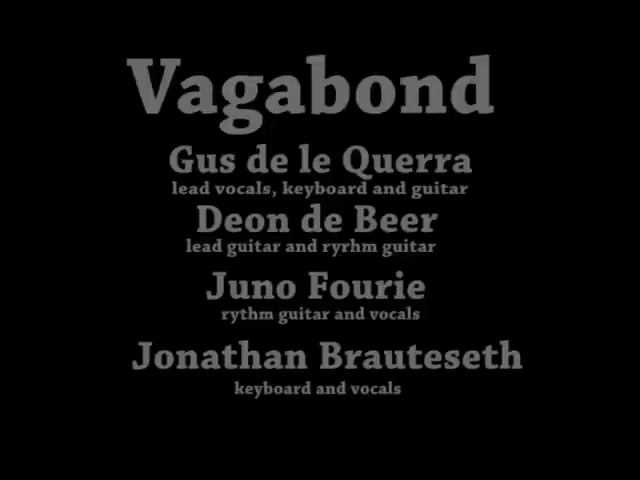 Vagabond
Gus de le Querra
lead vocals, keyboard and guitar
Deon de Beer
lead guitar and ryrhm guitar
Juno Fourie
rythm guitar and vocals
Jonathan Brauteseth
keyboard and vocals